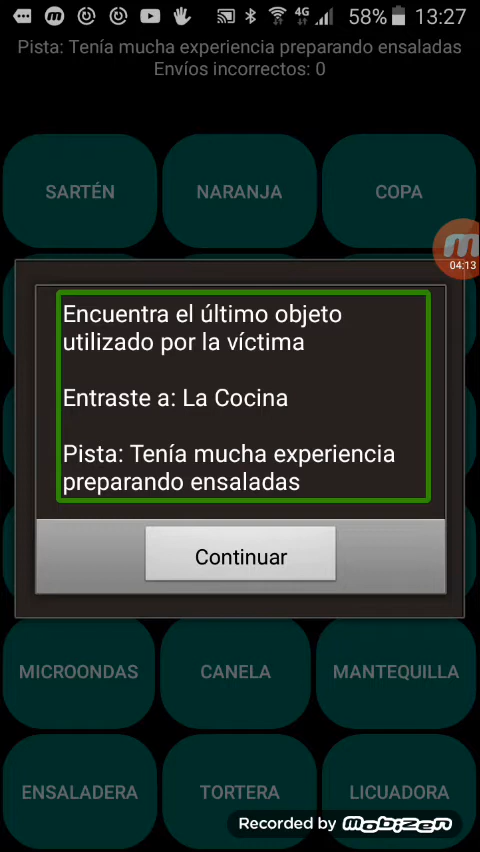 4G 58% 13:27
Pista: Tenía mucha experiencia preparando ensaladas
Envíos incorrectos: 0
SARTÉN NARANJA COPA
04:13
Encuentra el último objeto
utilizado por la víctima
Entraste a: La Cocina
Pista: Tenía mucha experiencia
preparando ensaladas
Continuar
MICROONDAS CANELA MANTEQUILLA
ENSALADERA TORTERA LICUADORA
Recorded by mobizen